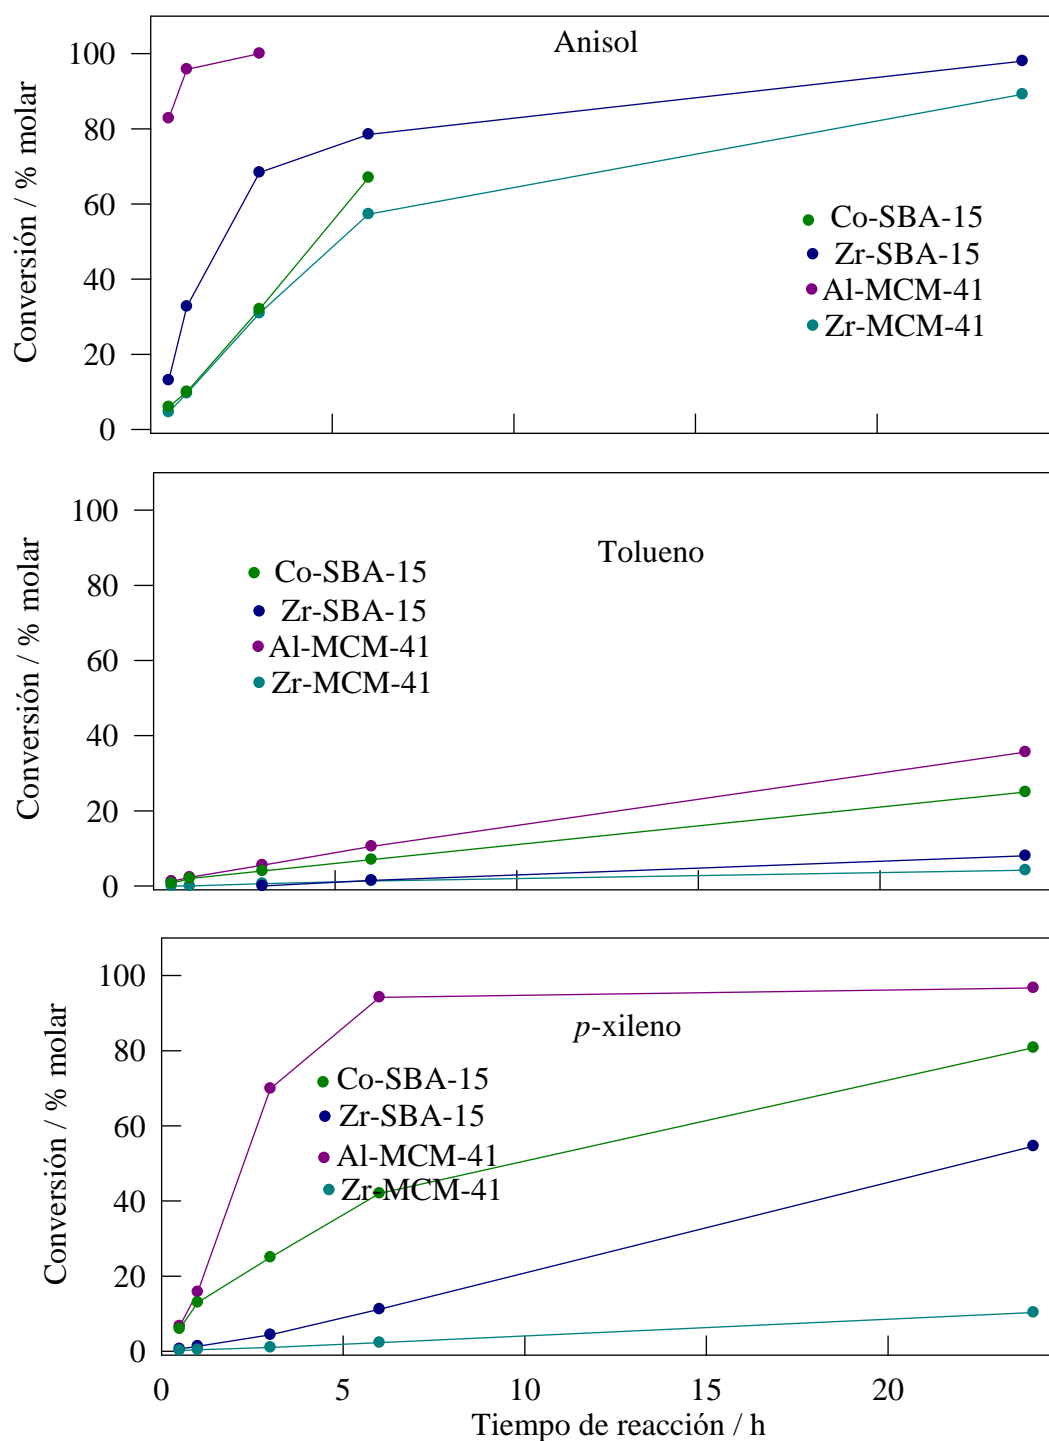 Anisol
100
80
60
40
20
0
Conversión / % molar
Co-SBA-15
Zr-SBA-15
Al-MCM-41
Zr-MCM-41
Tolueno
100
80
60
40
20
0
Conversión / % molar
Co-SBA-15
Zr-SBA-15
Al-MCM-41
Zr-MCM-41
p-xileno
100
80
60
40
20
0
Conversión / % molar
Co-SBA-15
Zr-SBA-15
Al-MCM-41
Zr-MCM-41
0 5 10 15 20
Tiempo de reacción / h